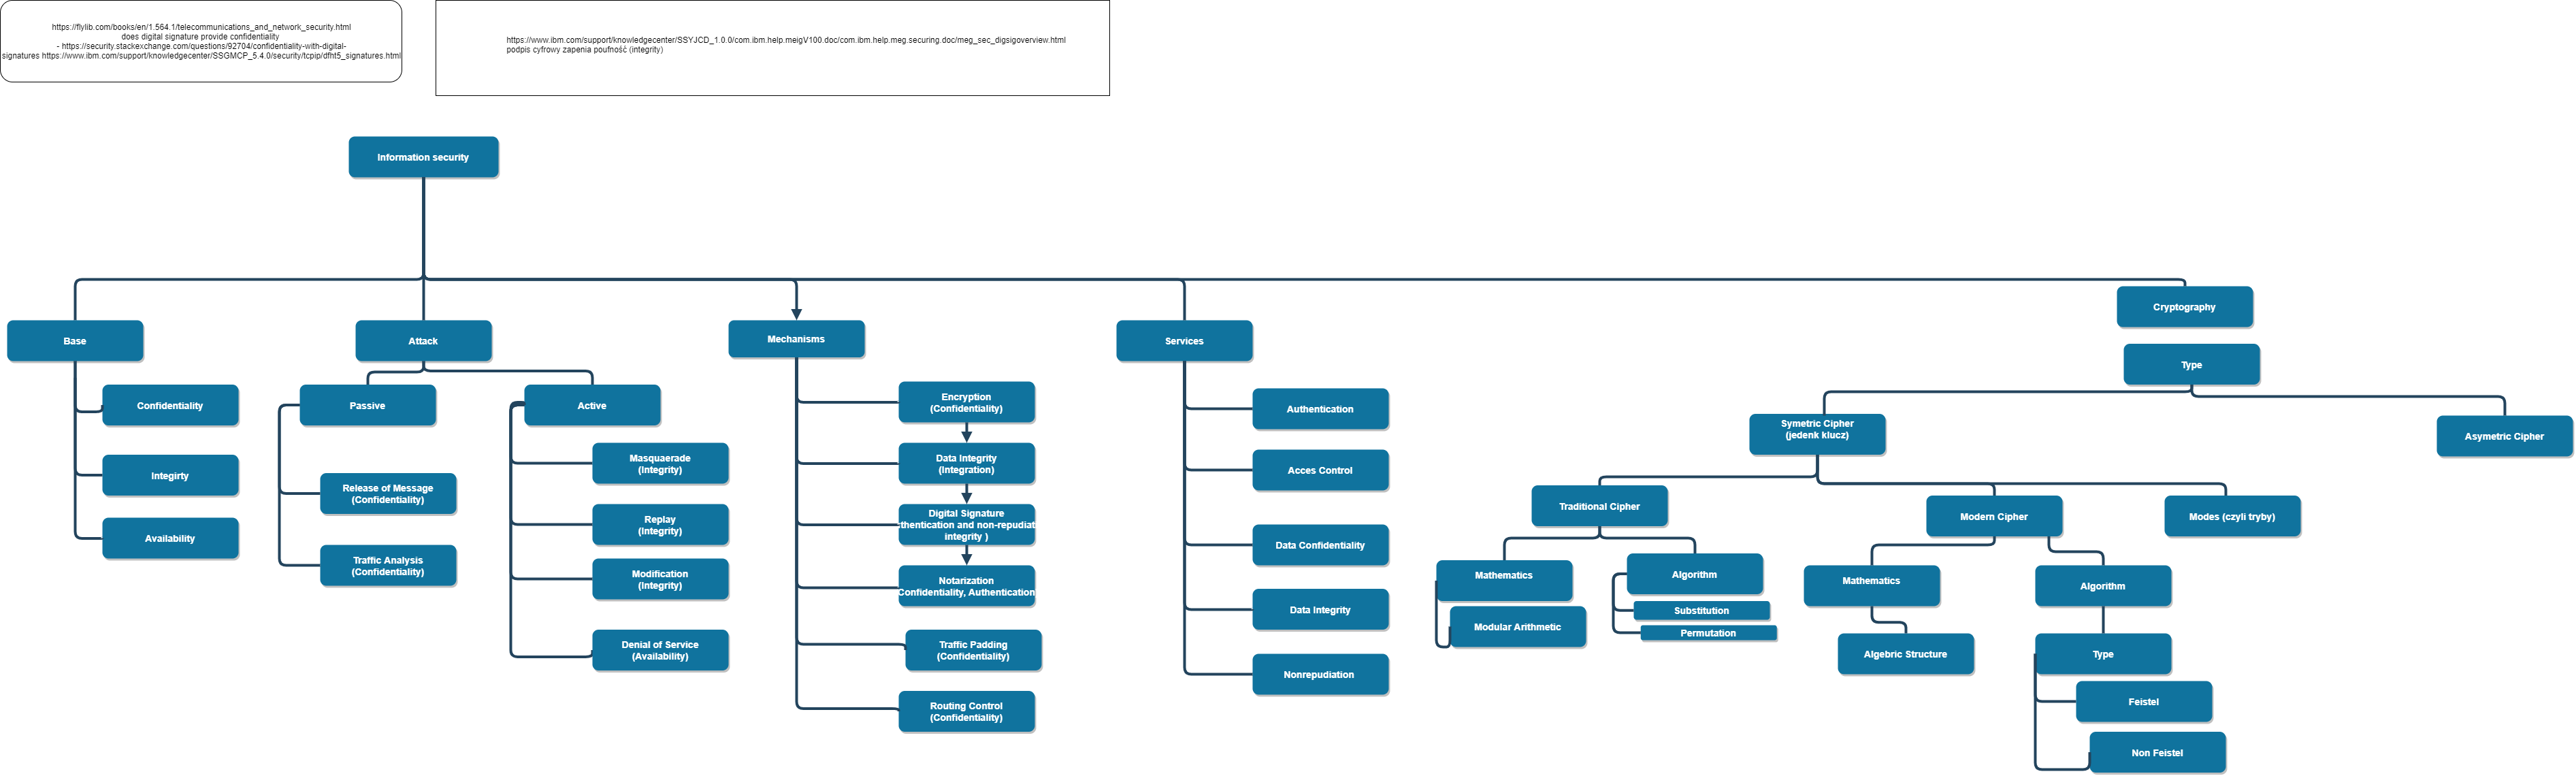 https://flylib.com/books/en/1.564.1/telecommunications_and_network_security.html
does digital signature provide confidentiality
- https://security.stackexchange.com/questions/92704/confidentiality-with-digital-
signatures https://www.ibm.com/support/knowledgecenter/SSGMCP_5.4.0/security/tcpip/dfht5_signatures.html
https://www.ibm.com/support/knowledgecenter/SSYJCD_1.0.0/com.ibm.help.meigV100.doc/com.ibm.help.meg.securing.doc/meg_sec_digsigoverview.html
podpis cyfrowy zapenia poufność (integrity)
Information security
Base
Confidentiality
Integirty
Availability
Attack
Passive
Release of Message
(Confidentiality)
Traffic Analysis
(Confidentiality)
Active
Masquaerade
(Integrity)
Replay
(Integrity)
Modification
(Integrity)
Denial of Service
(Availability)
Mechanisms
Encryption
(Confidentiality)
Data Integrity
(Integration)
Digital Signature
thentication and non-repudiat
integrity )
Notarization
Confidentiality, Authentication
Traffic Padding
(Confidentiality)
Routing Control
(Confidentiality)
Services
Authentication
Acces Control
Data Confidentiality
Data Integrity
Nonrepudiation
Cryptography
Type
Symetric Cipher
(jedenk klucz)
Asymetric Cipher
Traditional Cipher
Mathematics
Modular Arithmetic
Algorithm
Substitution
Permutation
Modern Cipher
Mathematics
Algebric Structure
Algorithm
Type
Feistel
Non Feistel
Modes (czyli tryby)